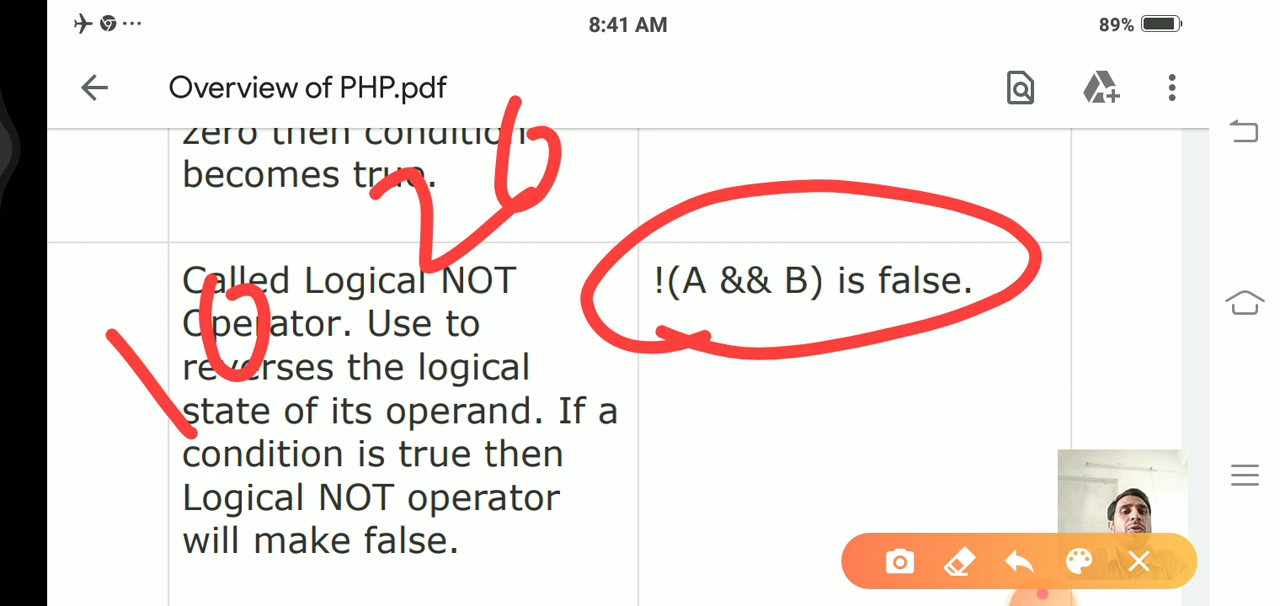 8:41 AM
89%
Overview of PHP.pdf
zero then condition
becomes true.
26
Called Logical NOT
Operator. Use to
reverses the logical
state of its operand. If a
condition is true then
Logical NOT operator
will make false.
10
!(A && B) is false.